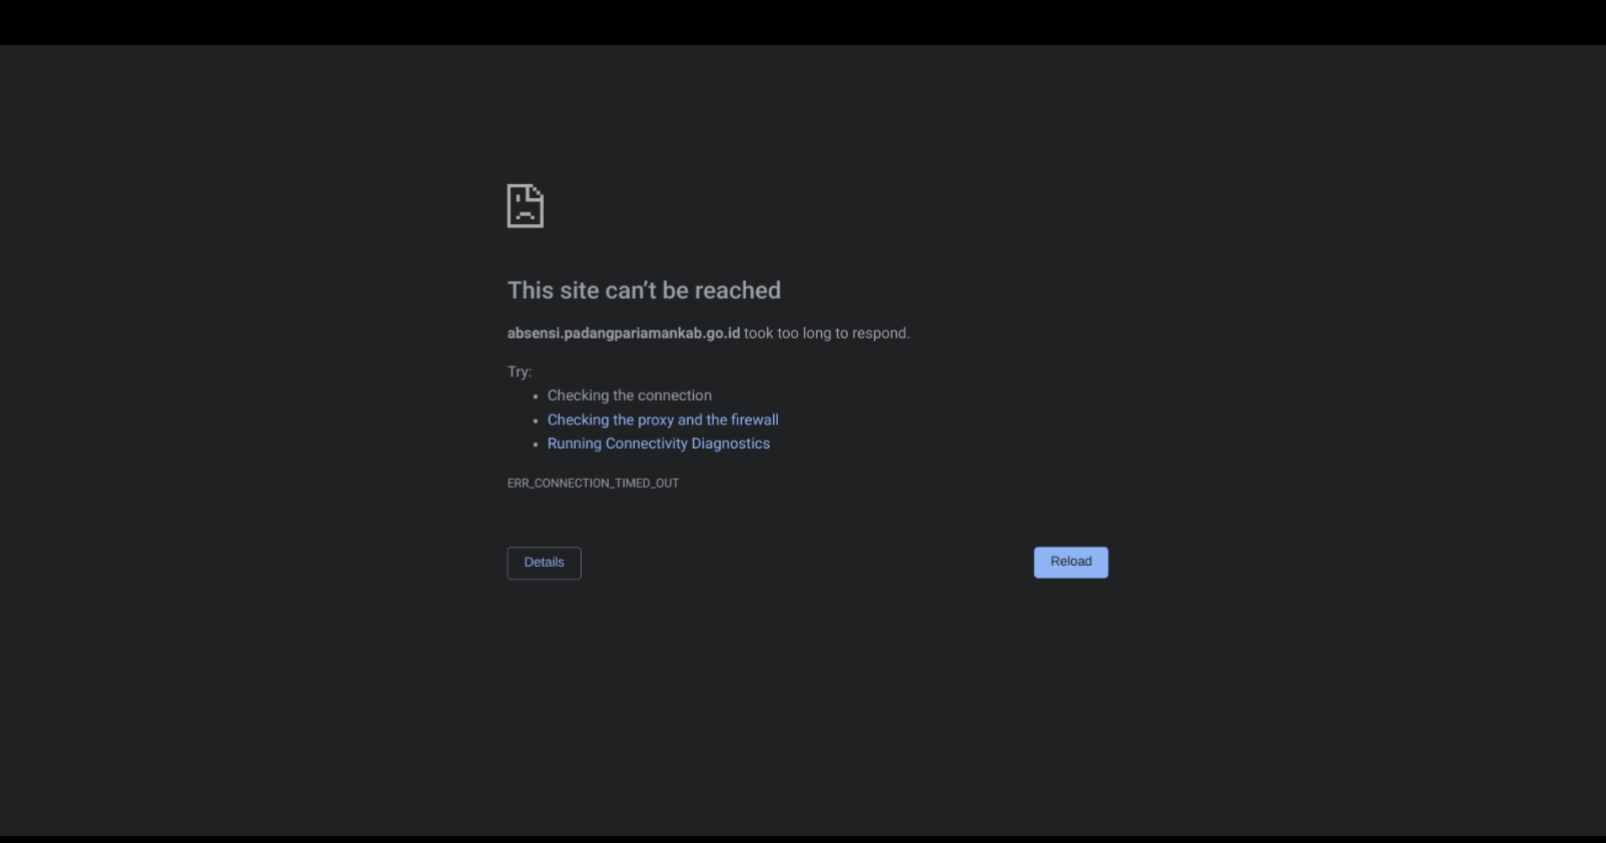 This site can’t be reached
absensi.padangpariamankab.go.id took too long to respond.
Try:
• Checking the connection
• Checking the proxy and the firewall
• Running Connectivity Diagnostics
ERR_CONNECTION_TIMED_OUT
Details
Reload